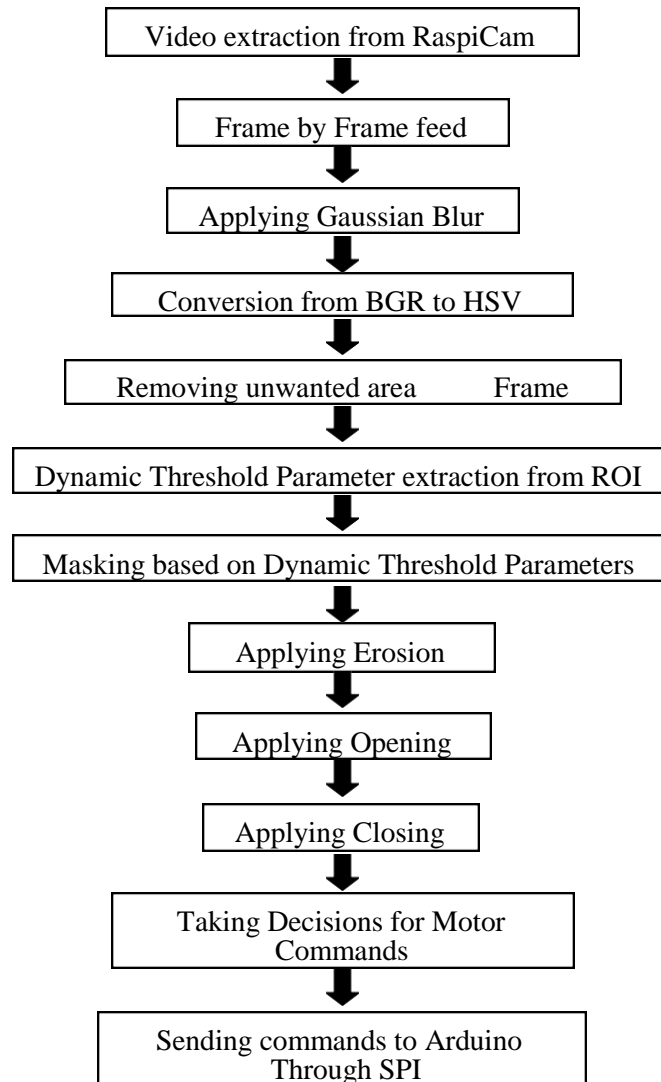 Video extraction from RaspiCam
Frame by Frame feed
Applying Gaussian Blur
Conversion from BGR to HSV
Removing unwanted area Frame
Dynamic Threshold Parameter extraction from ROI
Masking based on Dynamic Threshold Parameters
Applying Erosion
Applying Opening
Applying Closing
Taking Decisions for Motor
Commands
Sending commands to Arduino
Through SPI